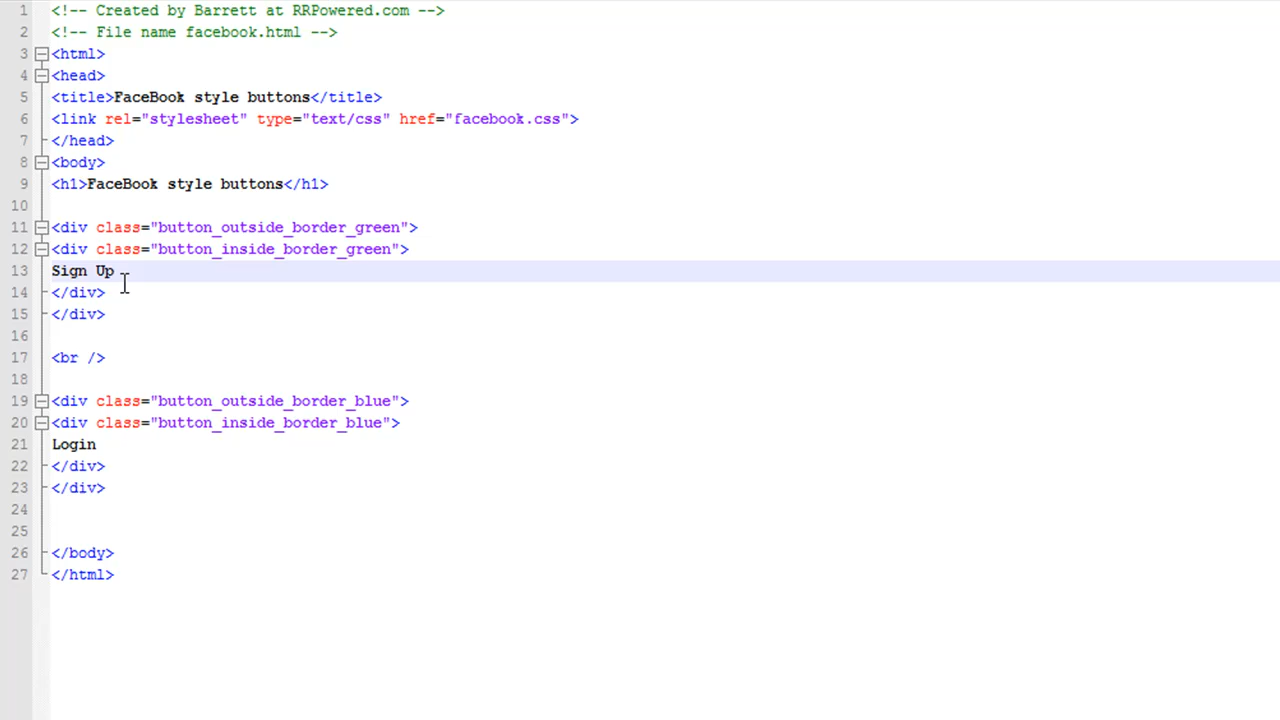 1 <!-- Created by Barrett at RRPowered.com -->
2 <!-- File name facebook.html -->
3 <html>
4 <head>
5 <title>FaceBook style buttons</title>
6 <link rel="stylesheet" type="text/css" href="facebook.css">
7 </head>
8 <body>
9 <h1>FaceBook style buttons</h1>
10
11 <div class="button_outside_border_green">
12 <div class="button_inside_border_green">
13 Sign Up
14 </div>
15 </div>
16
17 <br />
18
19 <div class="button_outside_border_blue">
20 <div class="button_inside_border_blue">
21 Login
22 </div>
23 </div>
24
25
26 </body>
27 </html>